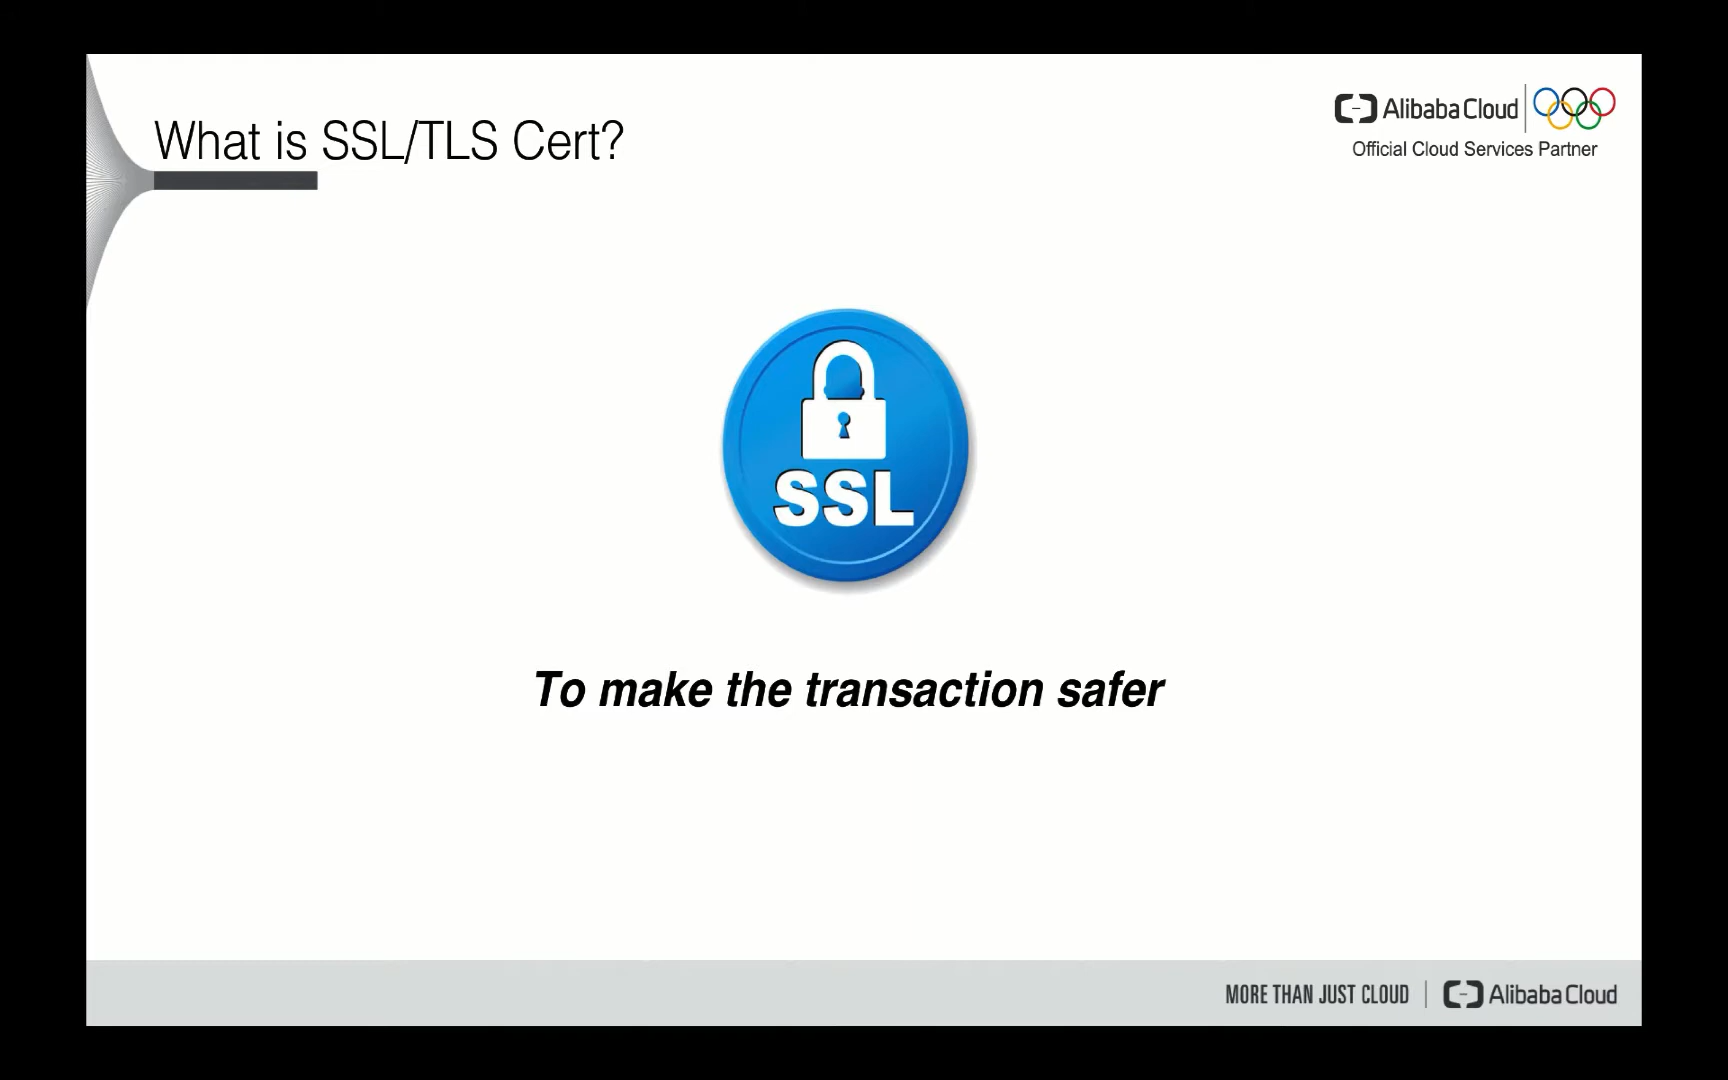 What is SSL/TLS Cert?
Alibaba Cloud
Official Cloud Services Partner
SSL
To make the transaction safer
MORE THAN JUST CLOUD | Alibaba Cloud